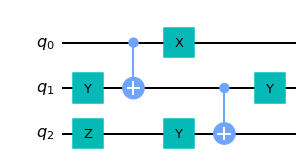 q₀ X
q₁ Y Y
q₂ Z Y